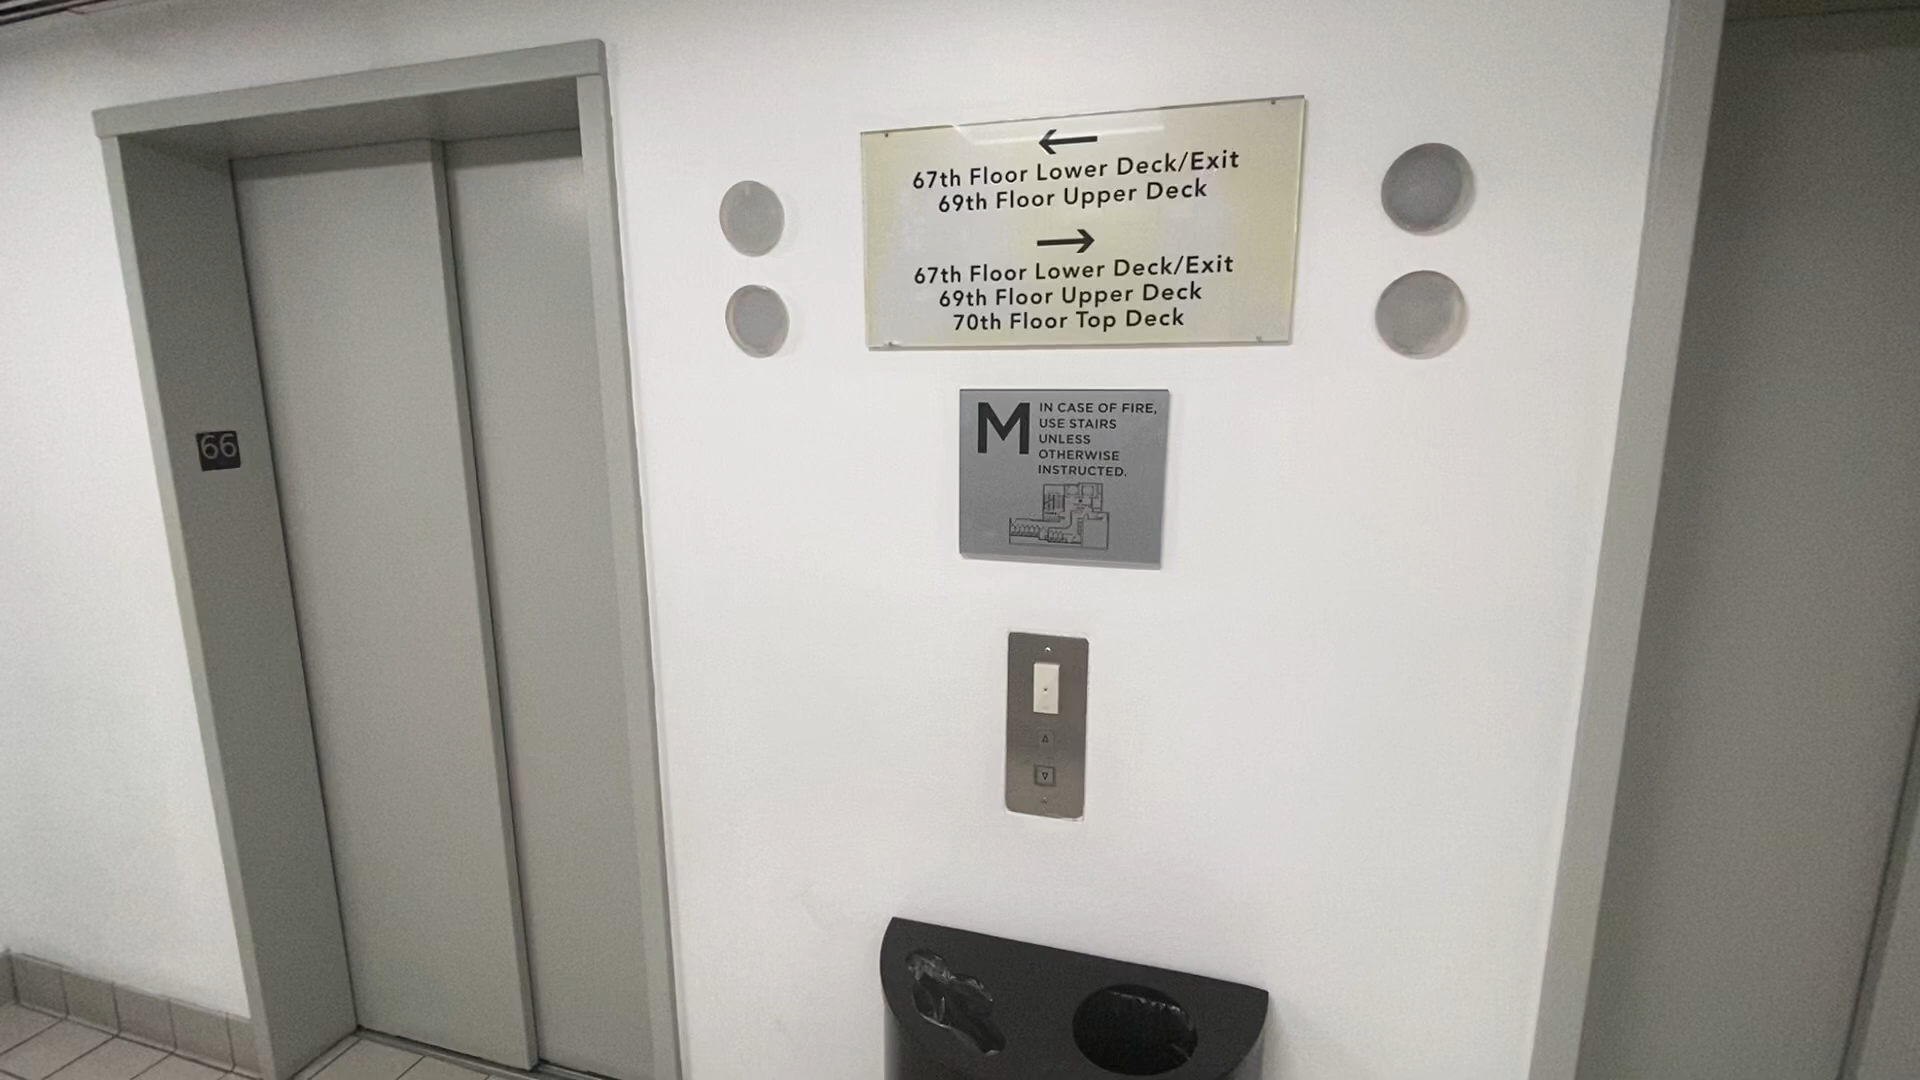 ←
67th Floor Lower Deck/Exit
69th Floor Upper Deck
→
67th Floor Lower Deck/Exit
69th Floor Upper Deck
70th Floor Top Deck
66
M
IN CASE OF FIRE,
USE STAIRS
UNLESS
OTHERWISE
INSTRUCTED.